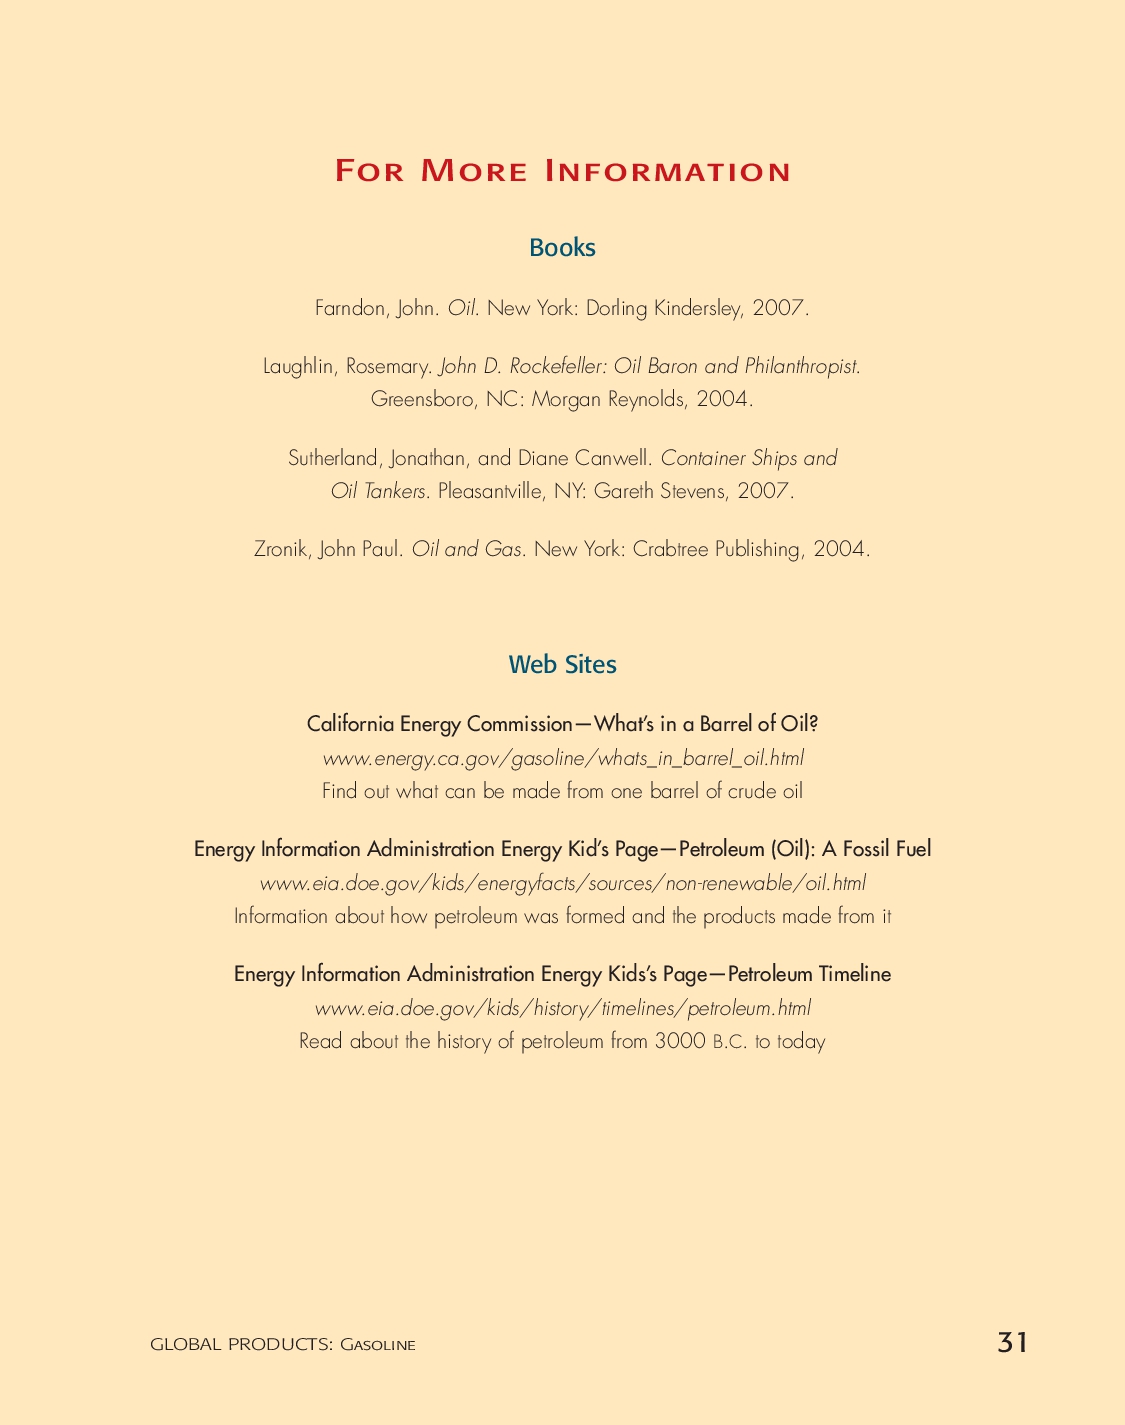 For More Information
Books
Farndon, John. Oil. New York: Dorling Kindersley, 2007.
Laughlin, Rosemary. John D. Rockefeller: Oil Baron and Philanthropist.
Greensboro, NC: Morgan Reynolds, 2004.
Sutherland, Jonathan, and Diane Canwell. Container Ships and
Oil Tankers. Pleasantville, NY: Gareth Stevens, 2007.
Zronik, John Paul. Oil and Gas. New York: Crabtree Publishing, 2004.
Web Sites
California Energy Commission—What's in a Barrel of Oil?
www.energy.ca.gov/gasoline/whats_in_barrel_oil.html
Find out what can be made from one barrel of crude oil
Energy Information Administration Energy Kid's Page—Petroleum (Oil): A Fossil Fuel
www.eia.doe.gov/kids/energyfacts/sources/non-renewable/oil.html
Information about how petroleum was formed and the products made from it
Energy Information Administration Energy Kids's Page—Petroleum Timeline
www.eia.doe.gov/kids/history/timelines/petroleum.html
Read about the history of petroleum from 3000 B.C. to today
GLOBAL PRODUCTS: Gasoline
31